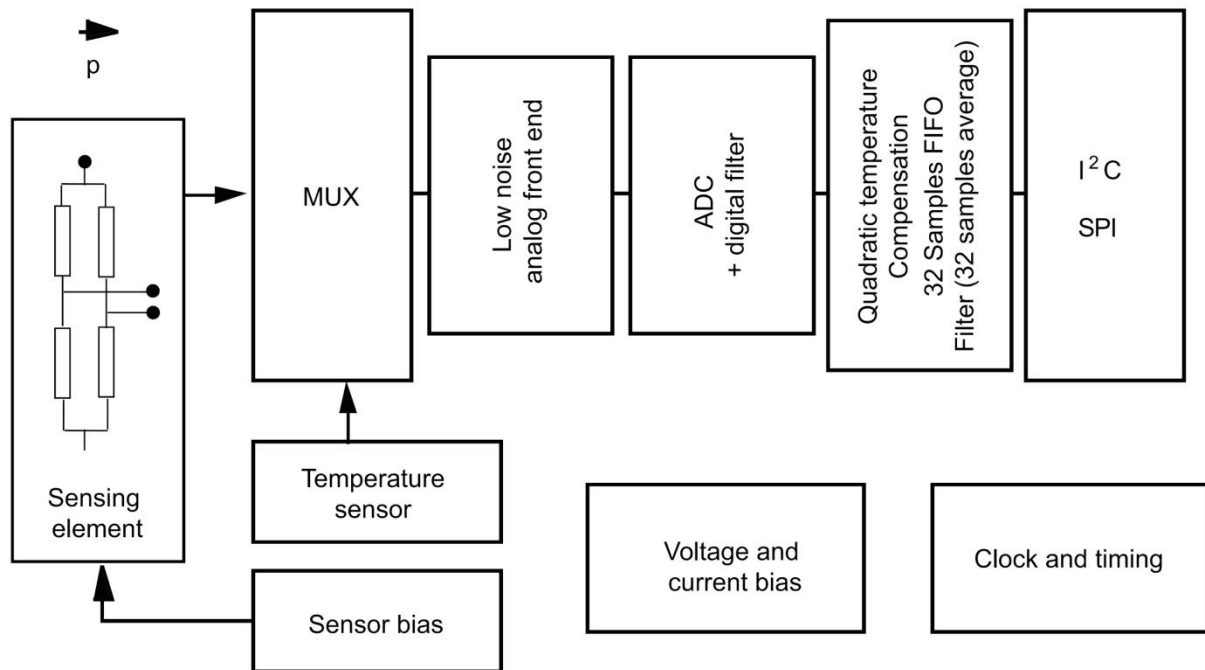 p
Sensing
element
MUX
Low noise
analog front end
ADC
+ digital filter
Quadratic temperature
Compensation
32 Samples FIFO
Filter (32 samples average)
I²C
SPI
Temperature
sensor
Sensor bias
Voltage and
current bias
Clock and timing